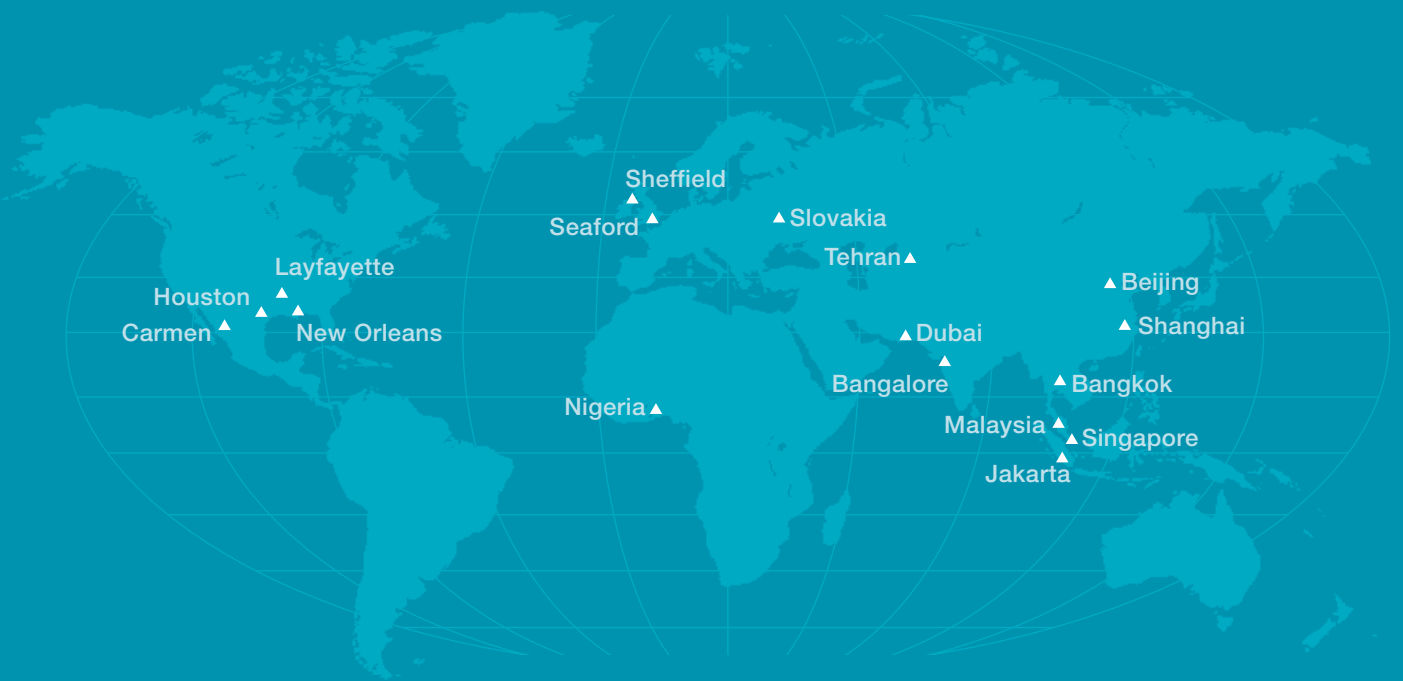 Sheffield
Seaford
Slovakia
Tehran
Layfayette
Houston
Carmen
New Orleans
Beijing
Shanghai
Dubai
Bangalore
Bangkok
Nigeria
Malaysia
Singapore
Jakarta